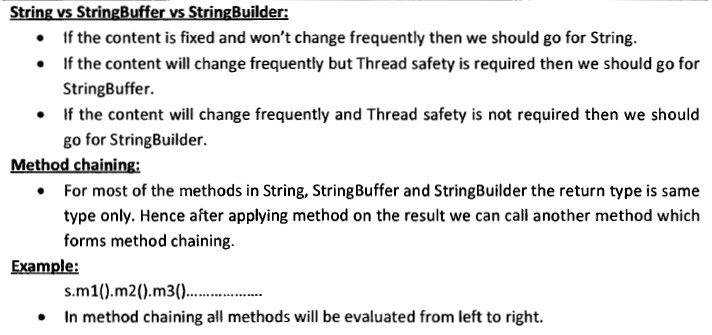 String vs StringBuffer vs StringBuilder:
• If the content is fixed and won't change frequently then we should go for String.
• If the content will change frequently but Thread safety is required then we should go for
StringBuffer.
• If the content will change frequently and Thread safety is not required then we should
go for StringBuilder.
Method chaining:
• For most of the methods in String, StringBuffer and StringBuilder the return type is same
type only. Hence after applying method on the result we can call another method which
forms method chaining.
Example:
s.m1().m2().m3()...................
• In method chaining all methods will be evaluated from left to right.